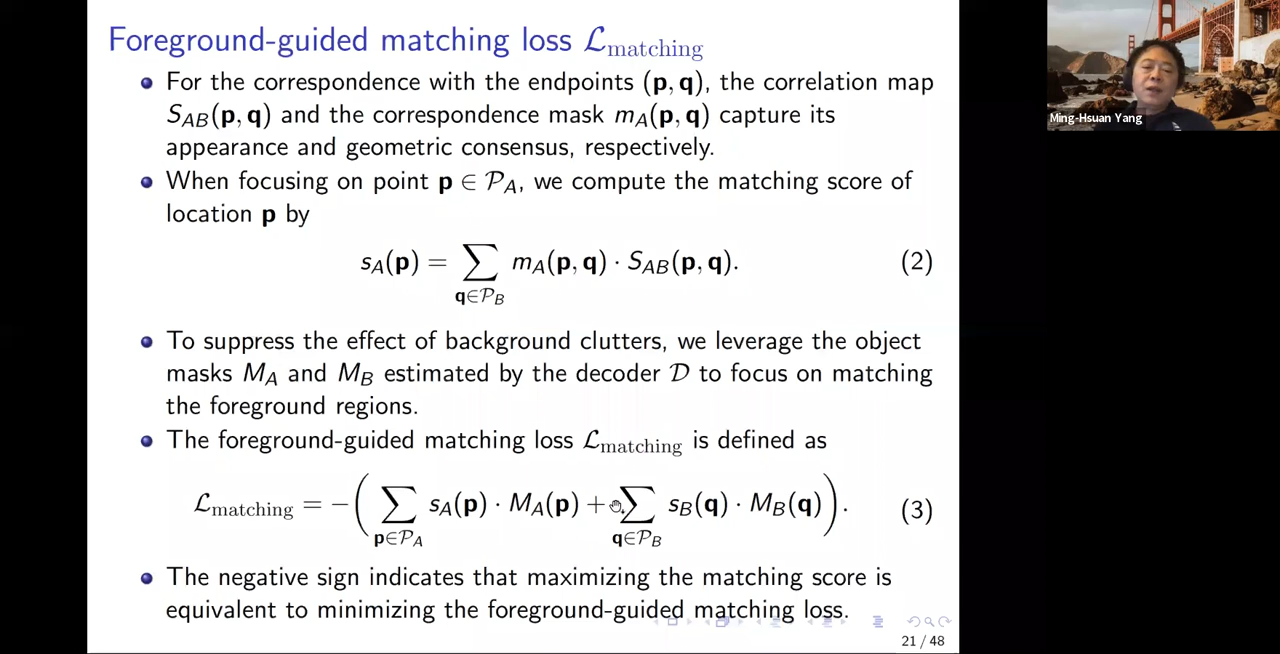 Foreground-guided matching loss ℒ_matching
For the correspondence with the endpoints (p, q), the correlation map
S_AB(p, q) and the correspondence mask m_A(p, q) capture its
appearance and geometric consensus, respectively.
When focusing on point p ∈ 𝒫_A, we compute the matching score of
location p by
s_A(p) = ∑_{q∈𝒫_B} m_A(p, q) · S_AB(p, q). (2)
To suppress the effect of background clutters, we leverage the object
masks M_A and M_B estimated by the decoder 𝒟 to focus on matching
the foreground regions.
The foreground-guided matching loss ℒ_matching is defined as
ℒ_matching = −( ∑_{p∈𝒫_A} s_A(p) · M_A(p) + ∑_{q∈𝒫_B} s_B(q) · M_B(q) ). (3)
The negative sign indicates that maximizing the matching score is
equivalent to minimizing the foreground-guided matching loss.
21 / 48
Ming-Hsuan Yang